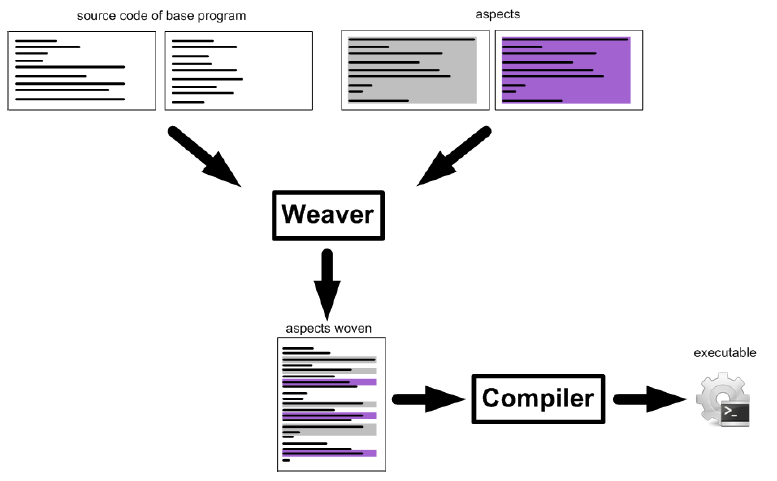 source code of base program
aspects
Weaver
aspects woven
executable
Compiler
>_